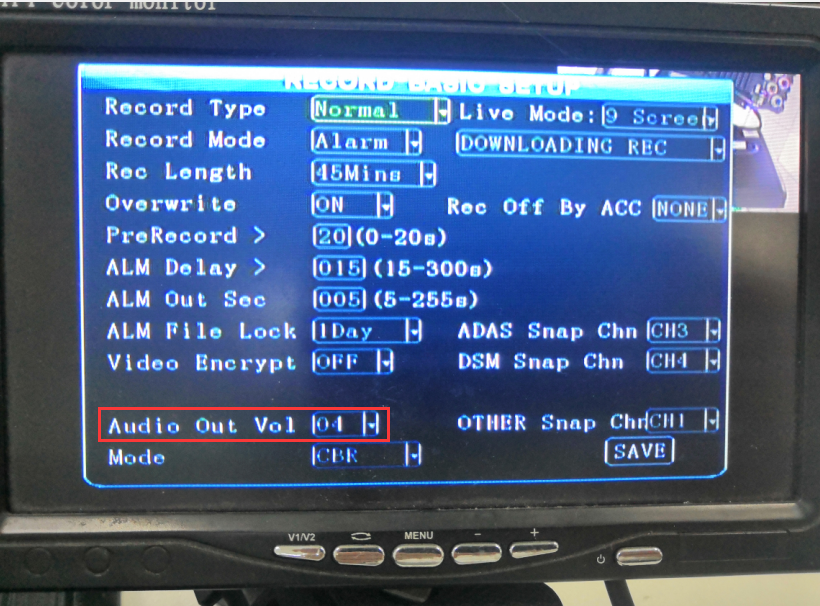 color monitor
RECORD BASIC SETUP
Record Type Normal Live Mode: 9 Screen
Record Mode Alarm DOWNLOADING REC
Rec Length 45Mins
Overwrite ON Rec Off By ACC NONE
PreRecord > 20 (0-20s)
ALM Delay > 015 (15-300s)
ALM Out Sec 005 (5-255s)
ALM File Lock 1Day ADAS Snap Chn CH3
Video Encrypt OFF DSM Snap Chn CH4
Audio Out Vol 04 OTHER Snap Chn CH1
Mode CBR SAVE
V1/V2 MENU - +